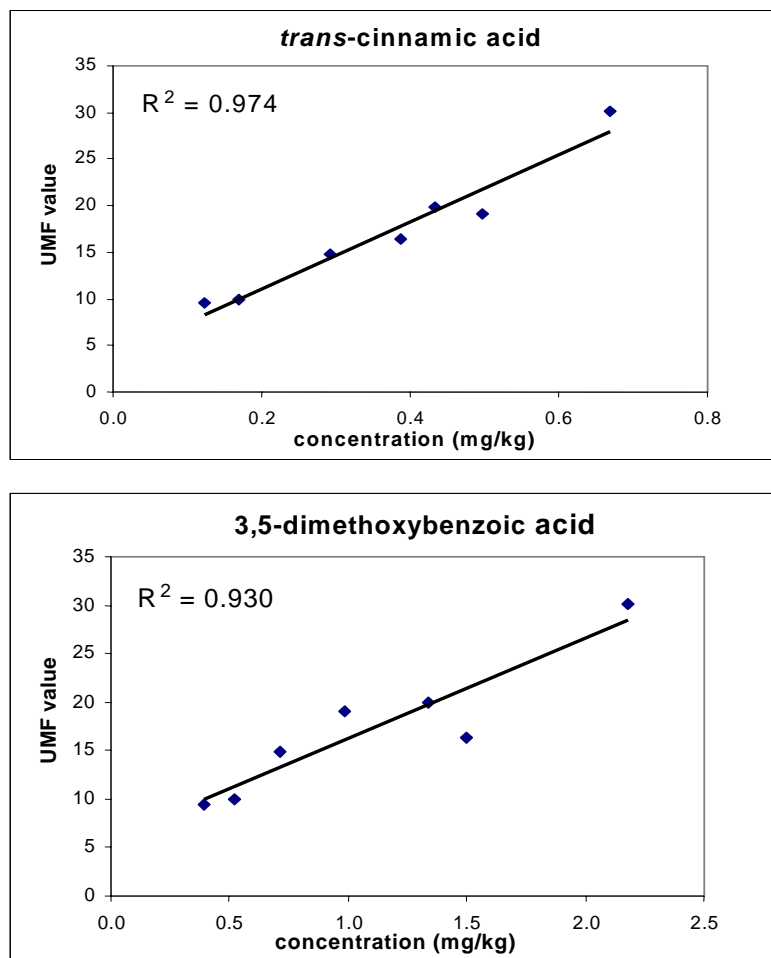 trans-cinnamic acid
R² = 0.974
UMF value
35
30
25
20
15
10
5
0
0.0 0.2 0.4 0.6 0.8
concentration (mg/kg)
3,5-dimethoxybenzoic acid
R² = 0.930
UMF value
35
30
25
20
15
10
5
0
0.0 0.5 1.0 1.5 2.0 2.5
concentration (mg/kg)